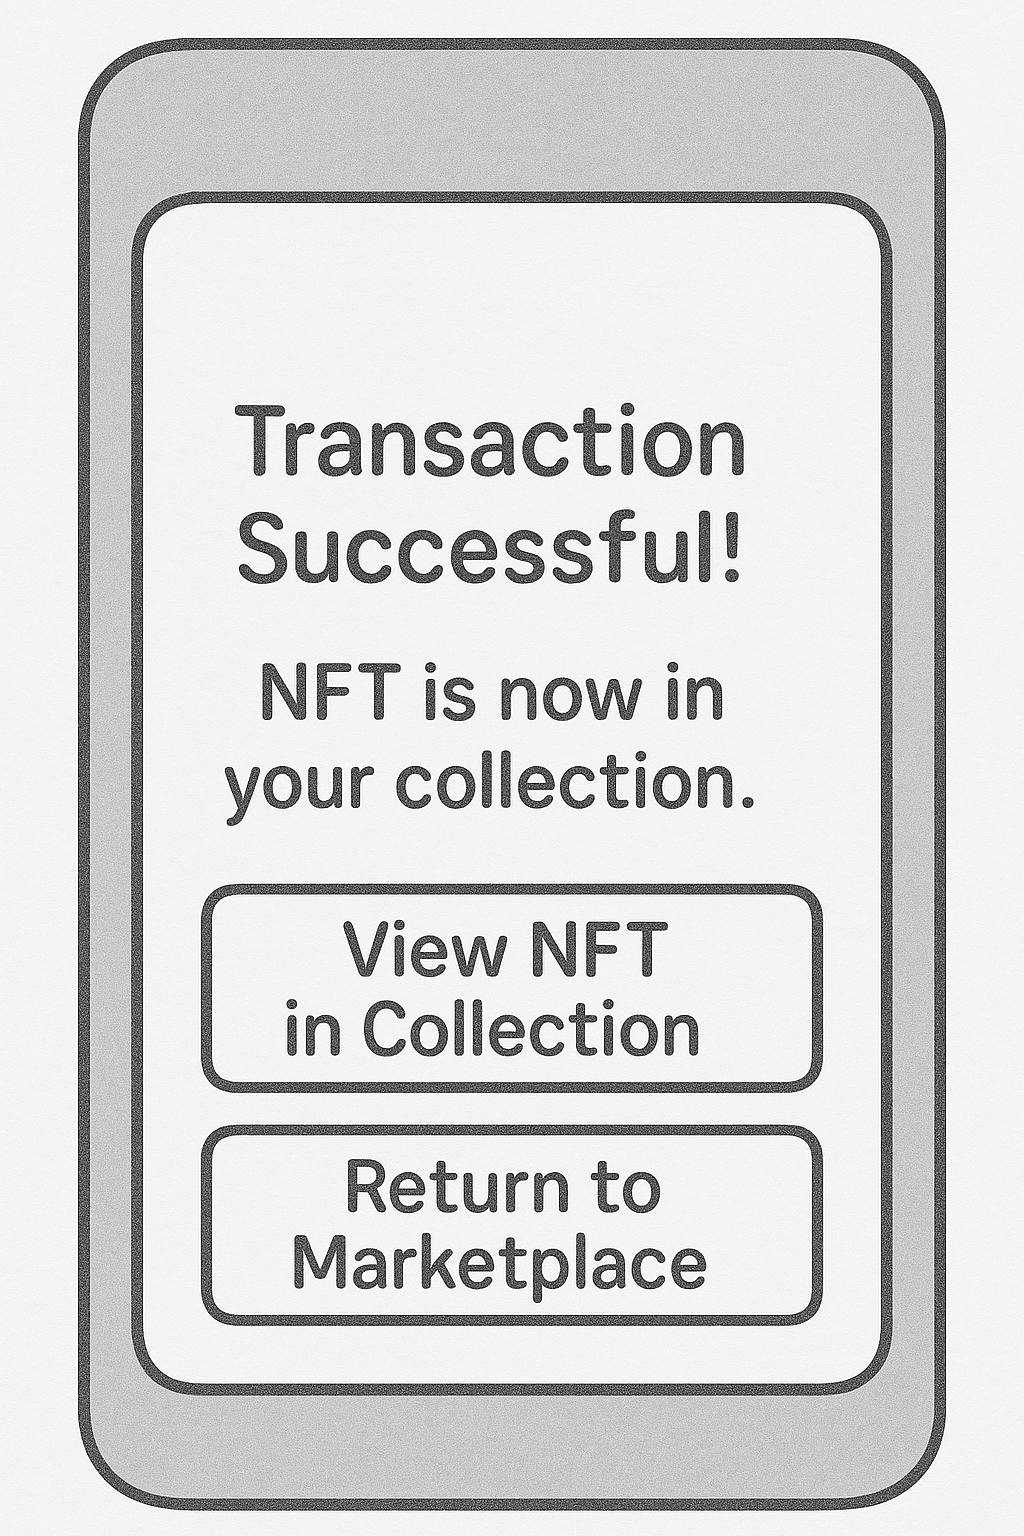 Transaction
Successful!
NFT is now in
your collection.
View NFT
in Collection
Return to
Marketplace